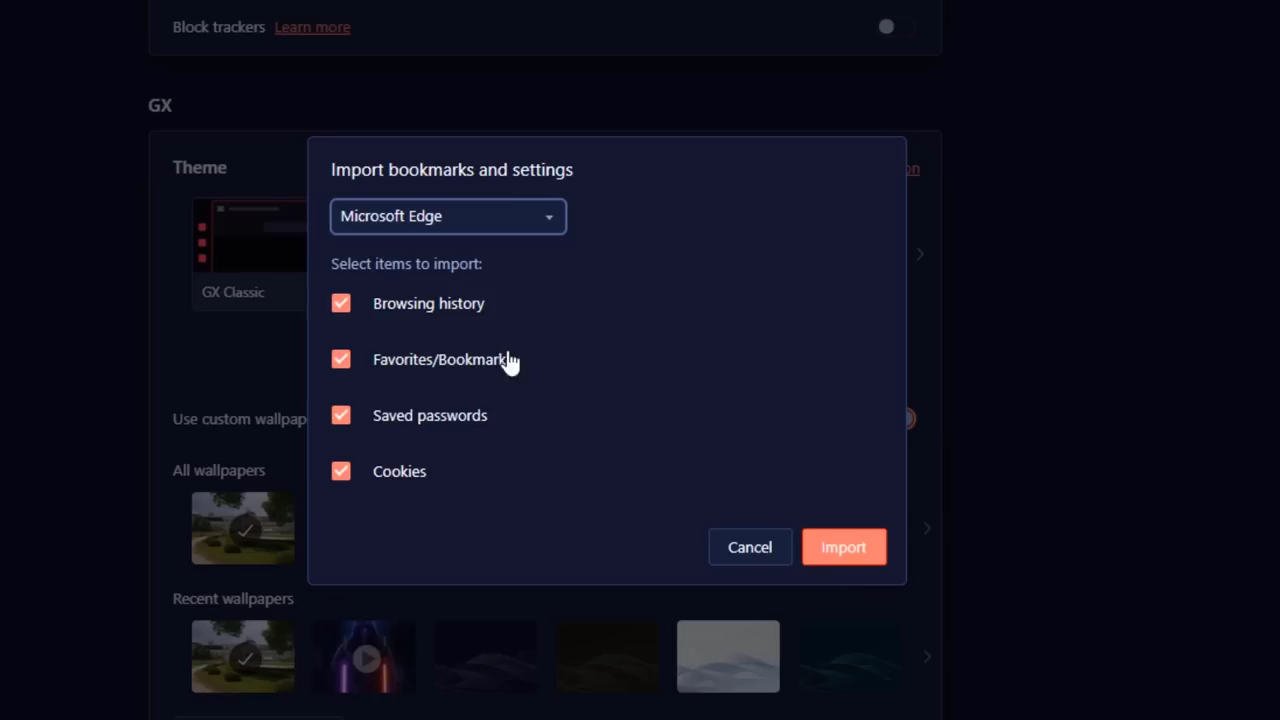 Block trackers Learn more
GX
Theme
on
Import bookmarks and settings
Microsoft Edge
Select items to import:
GX Classic
Browsing history
Favorites/Bookmark
Saved passwords
Cookies
Use custom wallpap
All wallpapers
Cancel
Import
Recent wallpapers